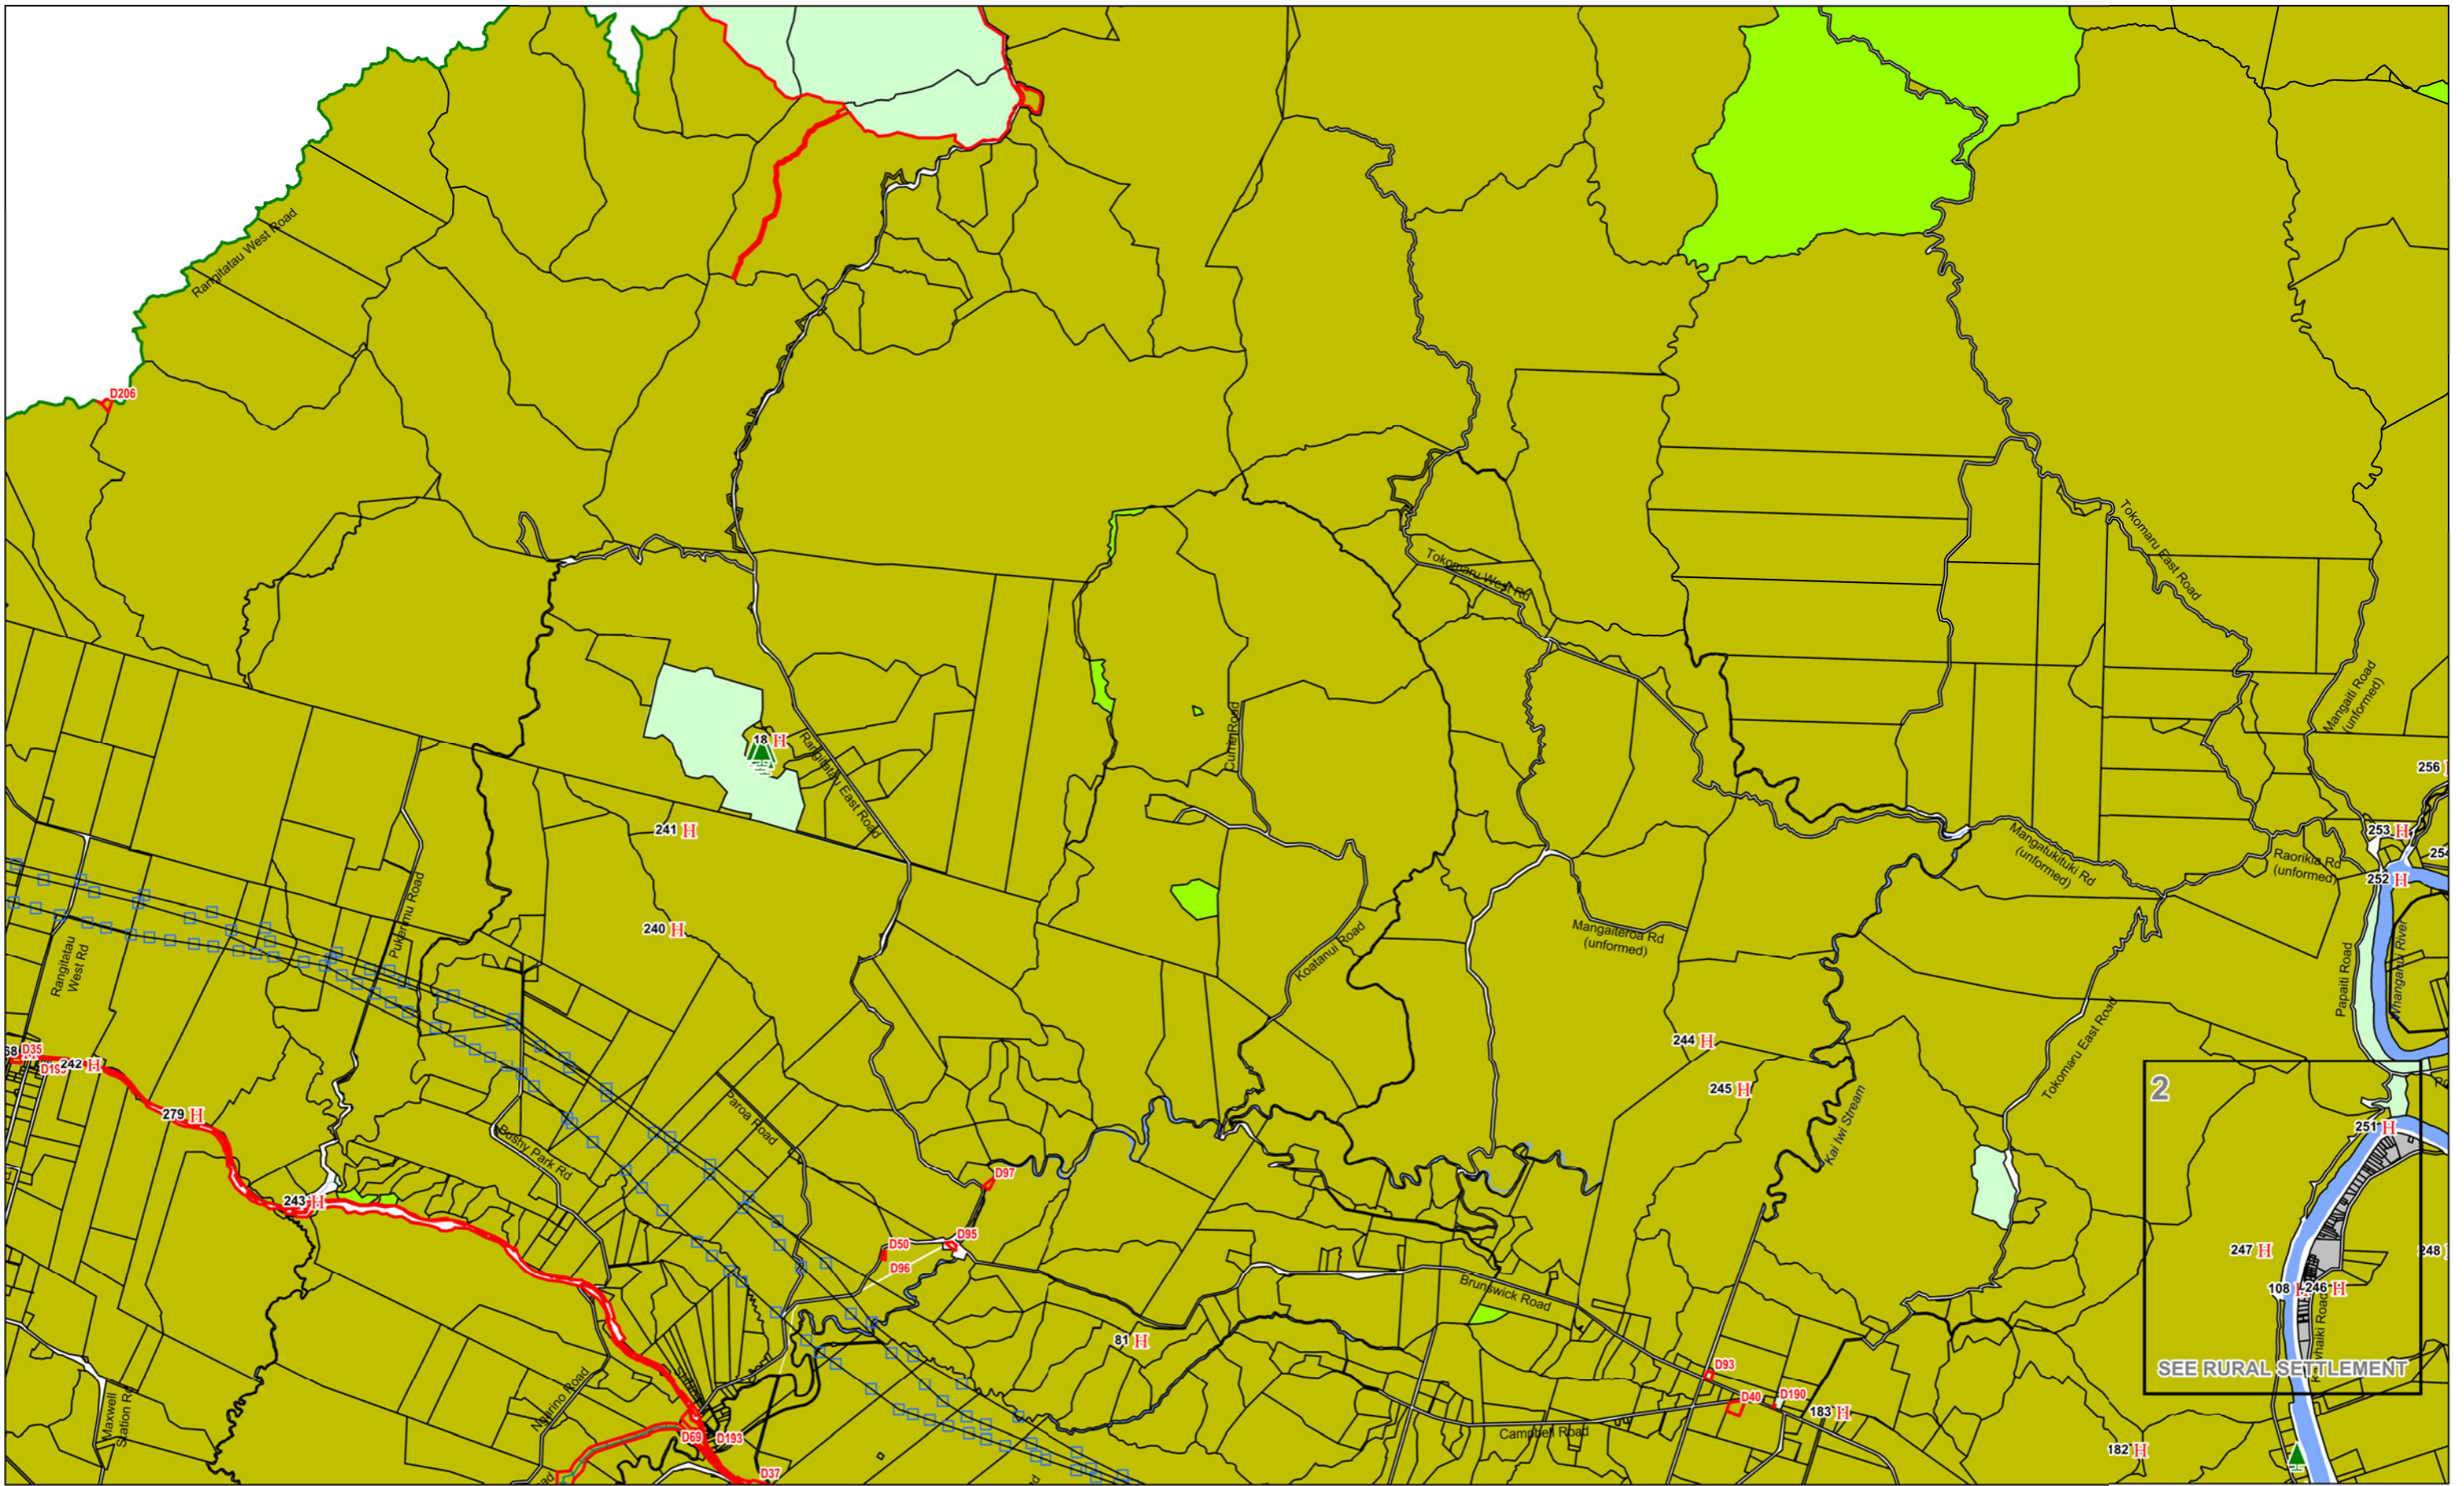 Rangitatau West Road
D206
Tokomaru East Road
Tokomaru West Rd
Mangaiti Road
(unformed)
Currie Road
18 H
Rangitatau East Road
256
241 H
253 H
Mangatukituki Rd
(unformed)
Raorikia Rd
(unformed)
254
252 H
Pukerimu Road
240 H
Mangaiteroa Rd
(unformed)
Rangitatau
West Rd
Koatanui Road
Papaiti Road
Whanganui River
Tokomaru East Road
244 H
68
D35
242 H
245 H
2
279 H
Paroa Road
Kai Iwi Stream
251 H
Bushy Park Rd
D97
243 H
D95
D50
D96
247 H
248
108
246 H
Brunswick Road
81 H
SEE RURAL SETTLEMENT
D93
D40
D190
183 H
Maxwell
Station Rd
Campbell Road
D69
D193
182 H
D37